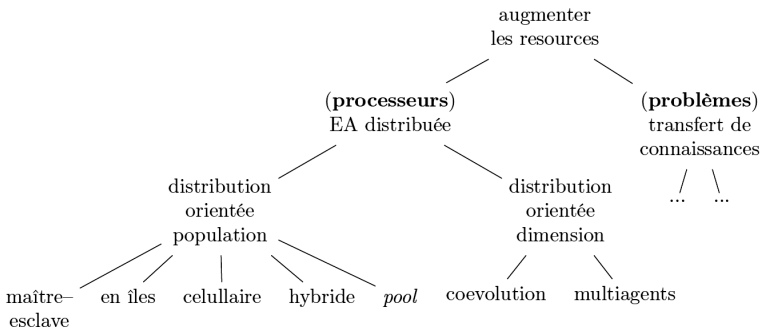 augmenter
les resources
(processeurs)
EA distribuée
(problèmes)
transfert de
connaissances
distribution
orientée
population
distribution
orientée
dimension
... ...
maître–
esclave
en îles
celullaire
hybride
pool
coevolution
multiagents